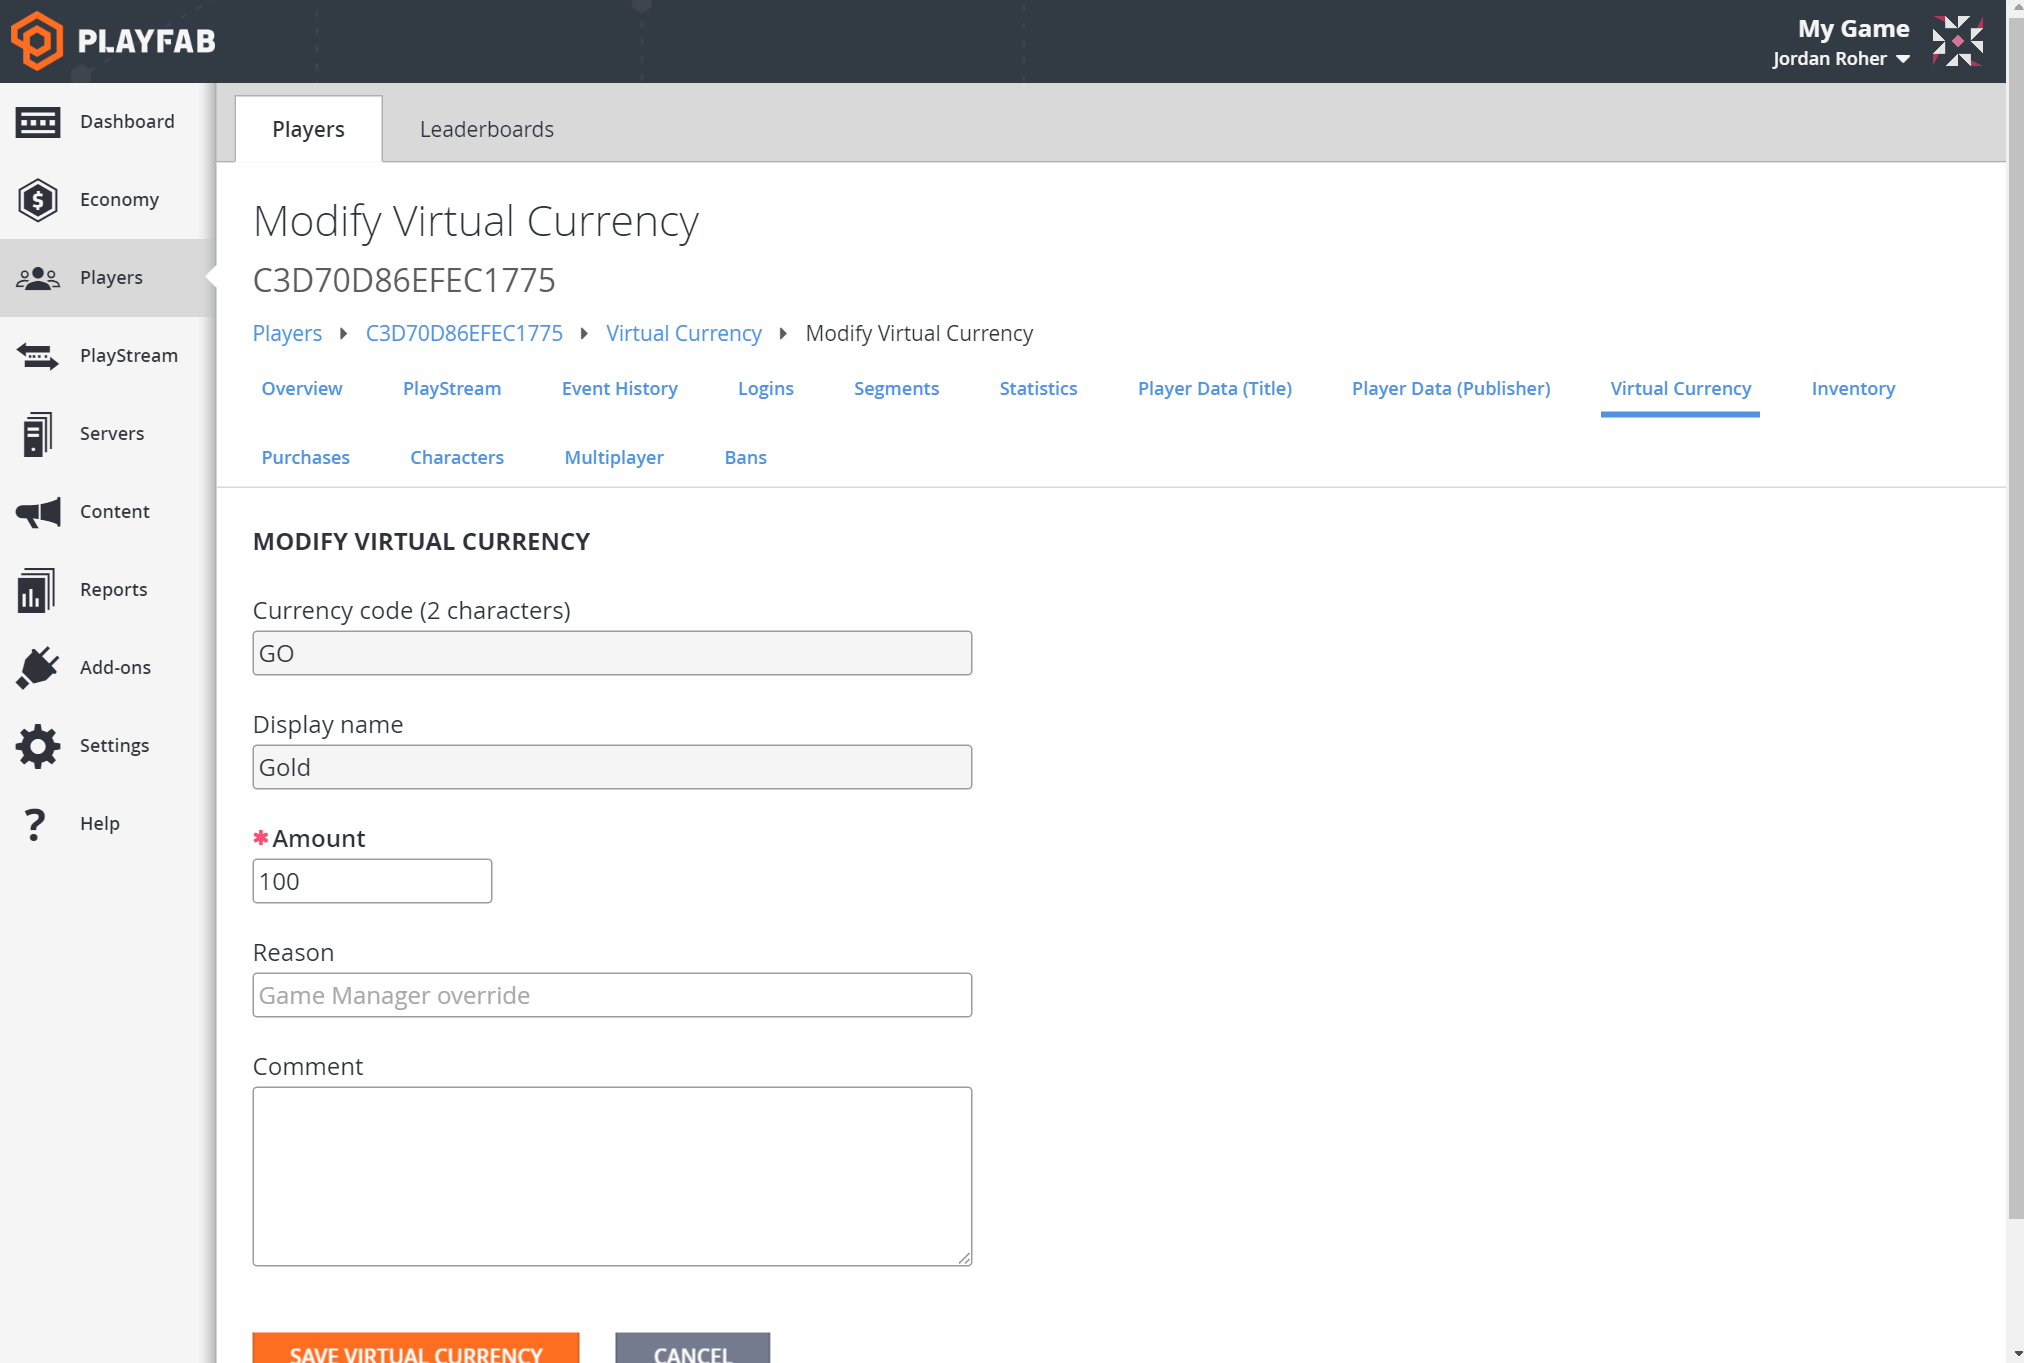 PLAYFAB
My Game
Jordan Roher
Dashboard
Economy
Players
PlayStream
Servers
Content
Reports
Add-ons
Settings
Help
Players Leaderboards
Modify Virtual Currency
C3D70D86EFEC1775
Players C3D70D86EFEC1775 Virtual Currency Modify Virtual Currency
Overview PlayStream Event History Logins Segments Statistics Player Data (Title) Player Data (Publisher) Virtual Currency Inventory
Purchases Characters Multiplayer Bans
MODIFY VIRTUAL CURRENCY
Currency code (2 characters)
GO
Display name
Gold
*Amount
100
Reason
Game Manager override
Comment
SAVE VIRTUAL CURRENCY CANCEL